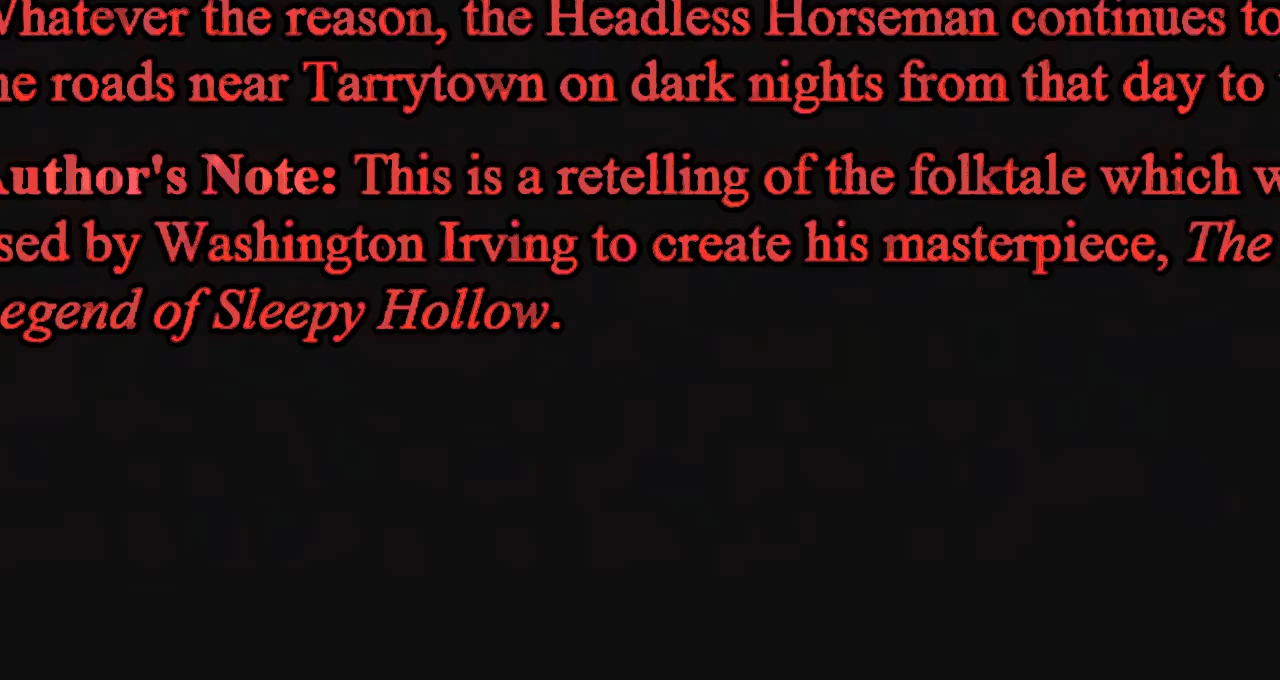 Whatever the reason, the Headless Horseman continues to
roads near Tarrytown on dark nights from that day to
Author's Note: This is a retelling of the folktale which
by Washington Irving to create his masterpiece, The
Legend of Sleepy Hollow.